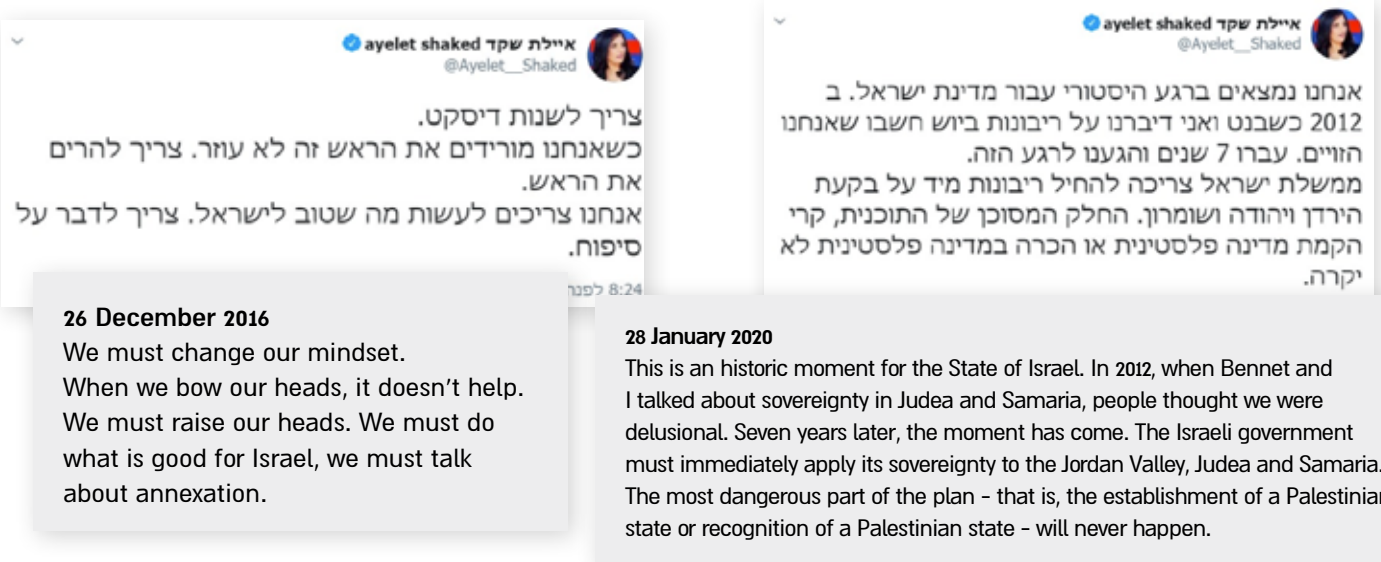 איילת שקד ayelet shaked
@Ayelet__Shaked
צריך לשנות דיסקט.
כשאנחנו מורידים את הראש זה לא עוזר. צריך להרים
את הראש.
אנחנו צריכים לעשות מה שטוב לישראל. צריך לדבר על
סיפוח.
8:24
26 December 2016
We must change our mindset.
When we bow our heads, it doesn't help.
We must raise our heads. We must do
what is good for Israel, we must talk
about annexation.
איילת שקד ayelet shaked
@Ayelet__Shaked
אנחנו נמצאים ברגע היסטורי עבור מדינת ישראל. ב
2012 כשבנט ואני דיברנו על ריבונות ביוש חשבו שאנחנו
הזויים. עברו 7 שנים והגענו לרגע הזה.
ממשלת ישראל צריכה להחיל ריבונות מיד על בקעת
הירדן ויהודה ושומרון. החלק המסוכן של התוכנית, קרי
הקמת מדינה פלסטינית או הכרה במדינה פלסטינית לא
יקרה.
28 January 2020
This is an historic moment for the State of Israel. In 2012, when Bennet and
I talked about sovereignty in Judea and Samaria, people thought we were
delusional. Seven years later, the moment has come. The Israeli government
must immediately apply its sovereignty to the Jordan Valley, Judea and Samaria.
The most dangerous part of the plan - that is, the establishment of a Palestinian
state or recognition of a Palestinian state - will never happen.